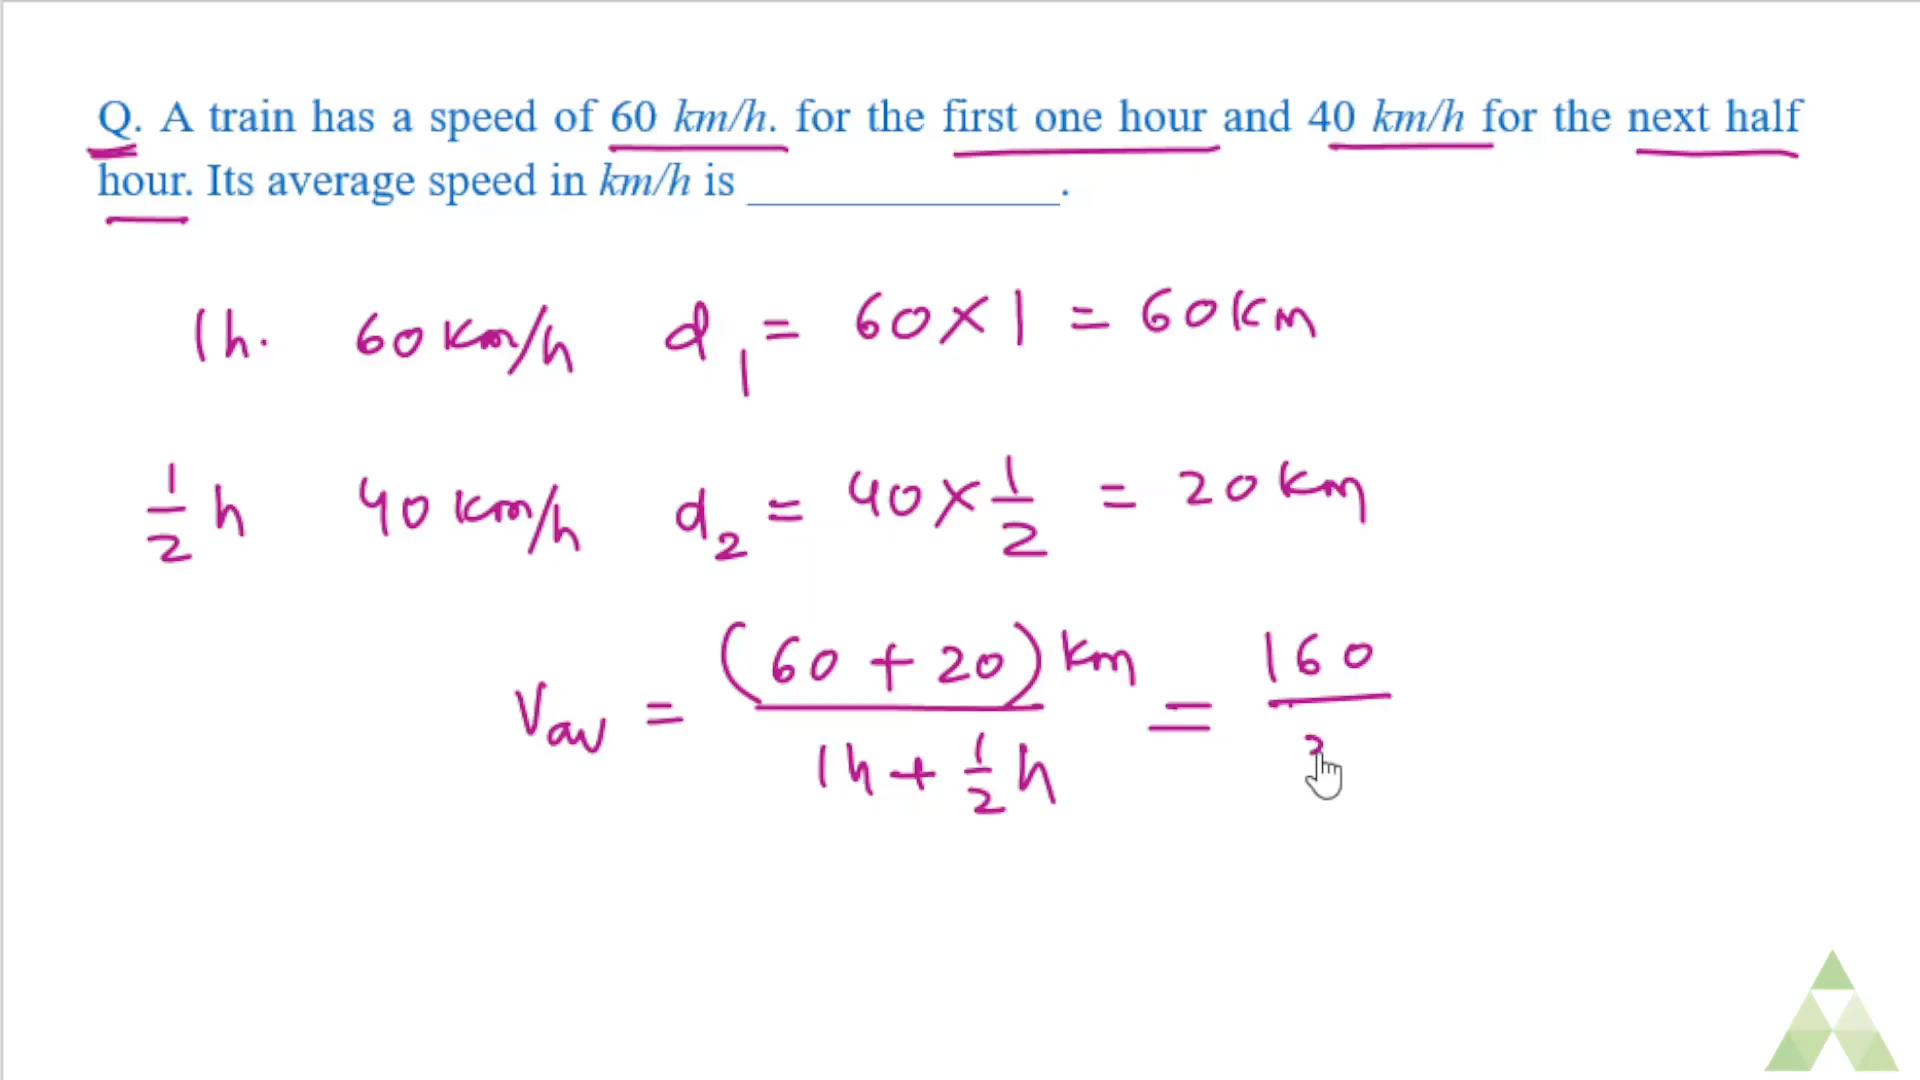 Q. A train has a speed of 60 km/h. for the first one hour and 40 km/h for the next half
hour. Its average speed in km/h is ____________.
1h. 60 km/h d₁ = 60 × 1 = 60 km
1/2 h 40 km/h d₂ = 40 × 1/2 = 20 km
Vav = (60 + 20) km / 1h + 1/2 h = 160 /